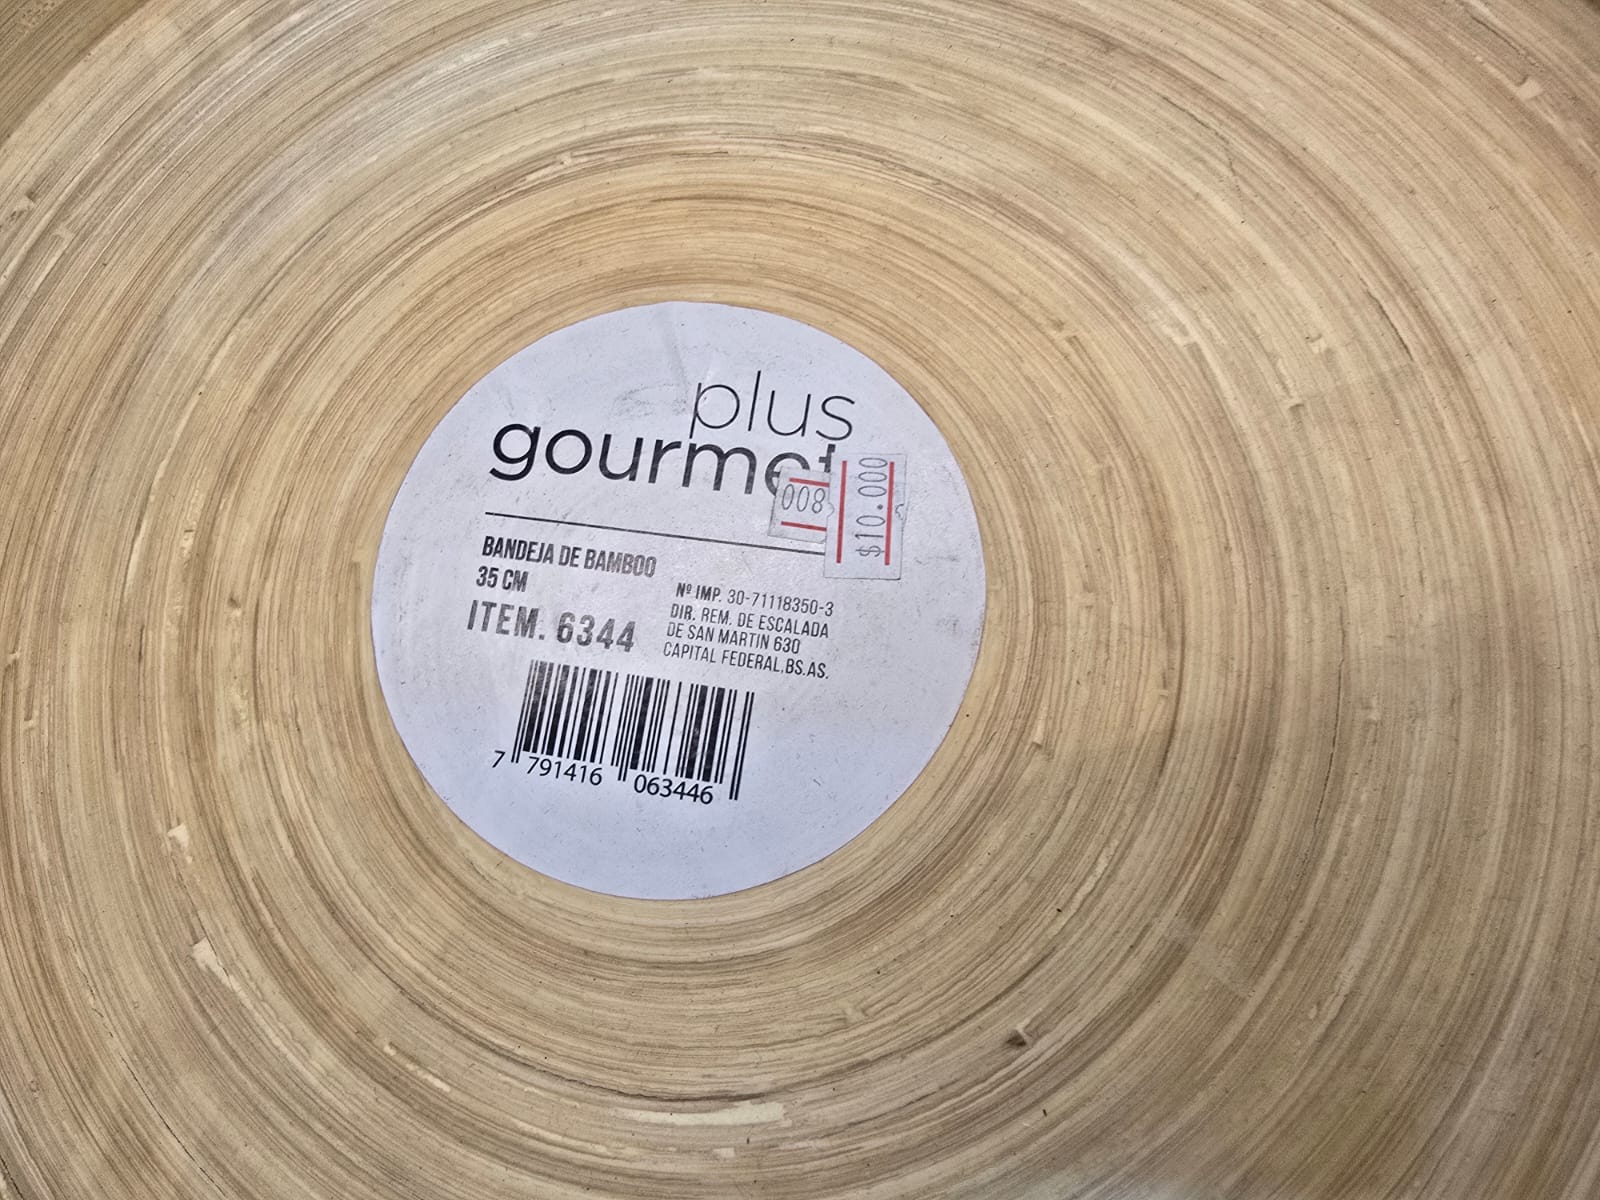 plus
gourmet
008
$10.000
BANDEJA DE BAMBOO
35 CM
ITEM. 6344
Nº IMP. 30-71118350-3
DIR. REM. DE ESCALADA
DE SAN MARTIN 630
CAPITAL FEDERAL.BS.AS.
7 791416 063446